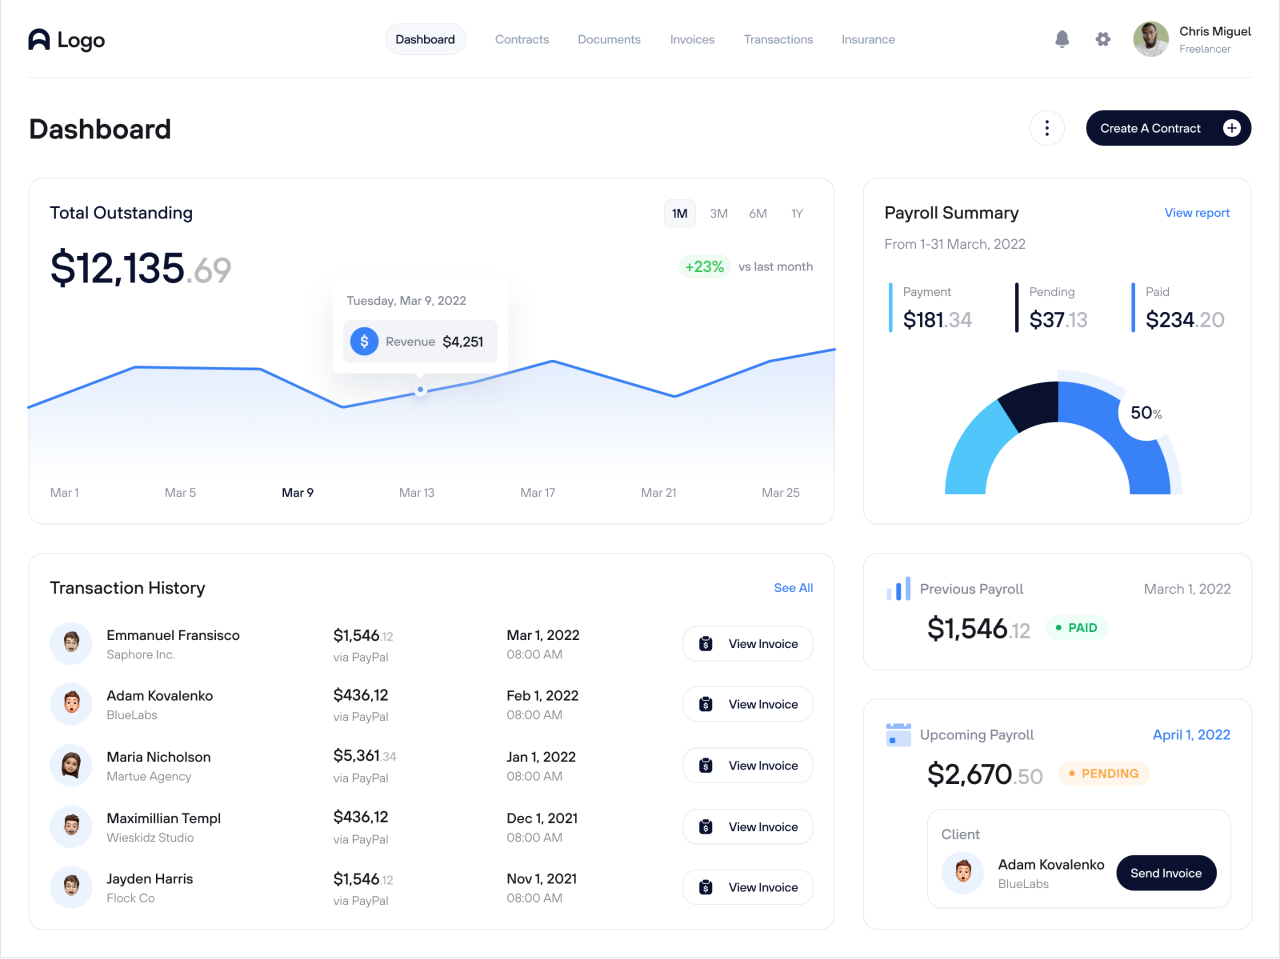 Logo
Dashboard
Contracts
Documents
Invoices
Transactions
Insurance
Chris Miguel
Freelancer
Dashboard
Create A Contract
Total Outstanding
1M
3M
6M
1Y
$12,135.69
+23%
vs last month
Tuesday, Mar 9, 2022
$
Revenue $4,251
Mar 1
Mar 5
Mar 9
Mar 13
Mar 17
Mar 21
Mar 25
Payroll Summary
View report
From 1-31 March, 2022
Payment
$181.34
Pending
$37.13
Paid
$234.20
50%
Transaction History
See All
Emmanuel Fransisco
Saphore Inc.
$1,546.12
via PayPal
Mar 1, 2022
08:00 AM
View Invoice
Adam Kovalenko
BlueLabs
$436,12
via PayPal
Feb 1, 2022
08:00 AM
View Invoice
Maria Nicholson
Martue Agency
$5,361.34
via PayPal
Jan 1, 2022
08:00 AM
View Invoice
Maximillian Templ
Wieskidz Studio
$436,12
via PayPal
Dec 1, 2021
08:00 AM
View Invoice
Jayden Harris
Flock Co
$1,546.12
via PayPal
Nov 1, 2021
08:00 AM
View Invoice
Previous Payroll
March 1, 2022
$1,546.12
PAID
Upcoming Payroll
April 1, 2022
$2,670.50
PENDING
Client
Adam Kovalenko
BlueLabs
Send Invoice